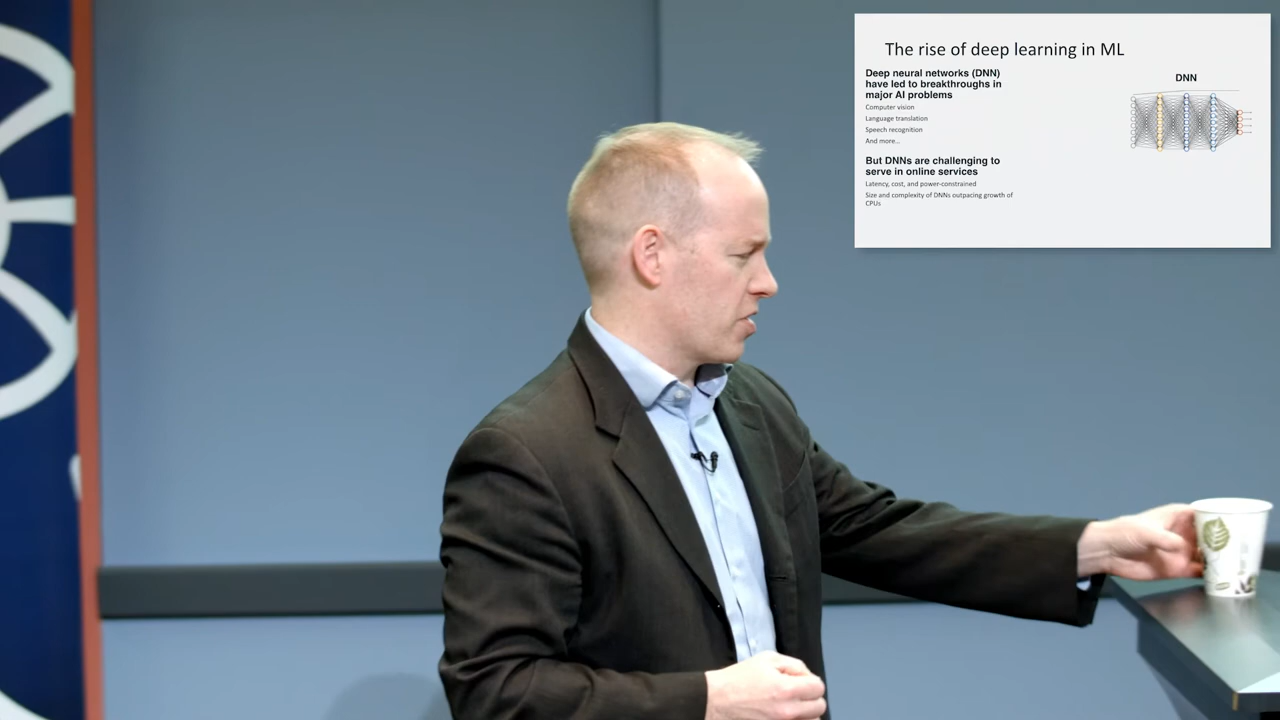 The rise of deep learning in ML
Deep neural networks (DNN)
have led to breakthroughs in
major AI problems
Computer vision
Language translation
Speech recognition
And more...
But DNNs are challenging to
serve in online services
Latency, cost, and power-constrained
Size and complexity of DNNs outpacing growth of
CPUs
DNN